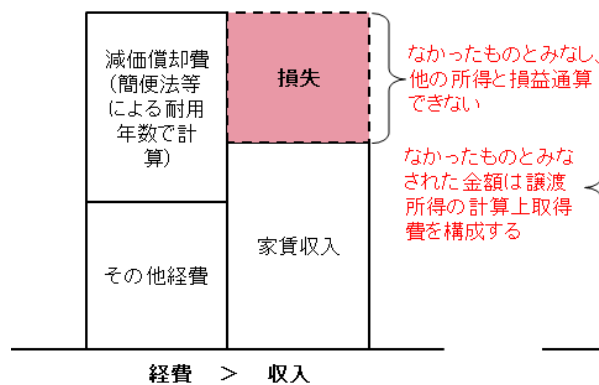 減価償却費
(簡便法等
による耐用
年数で計
算)
損失
なかったものとみなし、
他の所得と損益通算
できない
なかったものとみな
された金額は譲渡
所得の計算上取得
費を構成する
家賃収入
その他経費
経費 > 収入